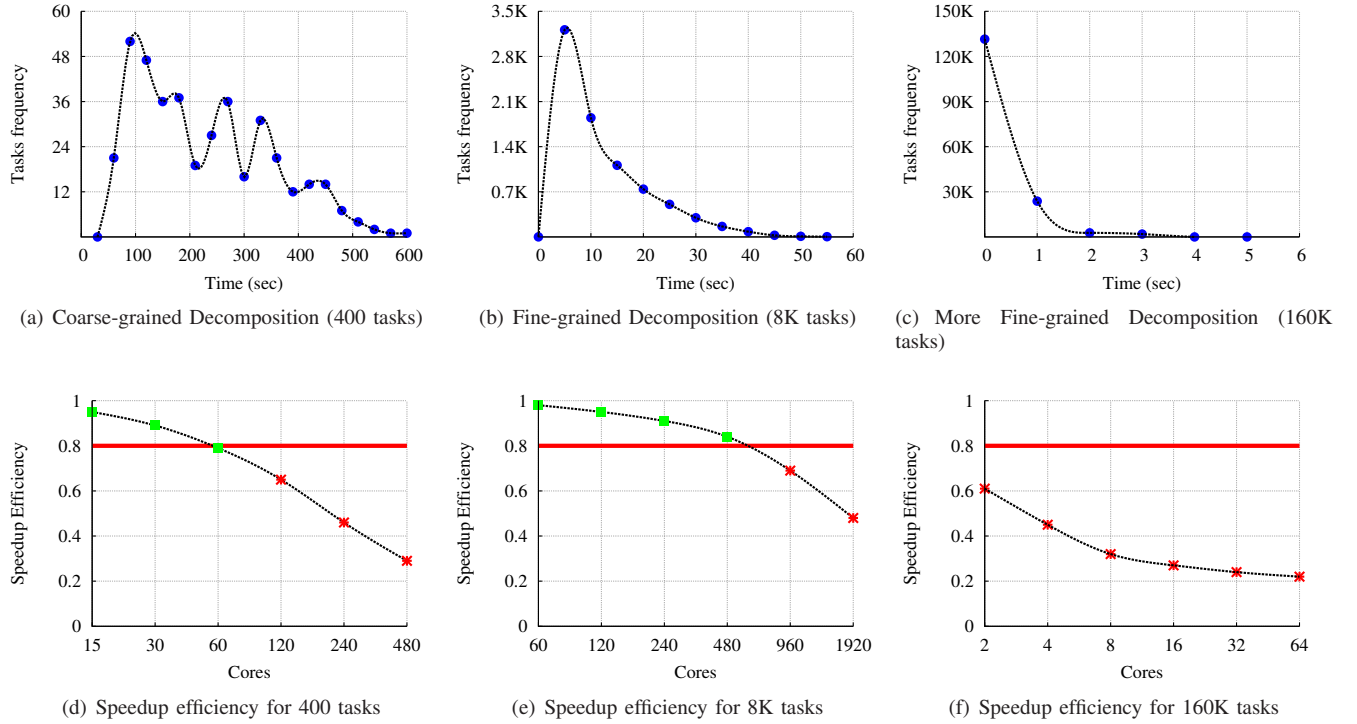 60
48
36
24
12
Tasks frequency
0 100 200 300 400 500 600
Time (sec)
(a) Coarse-grained Decomposition (400 tasks)
3.5K
2.8K
2.1K
1.4K
0.7K
Tasks frequency
0 10 20 30 40 50 60
Time (sec)
(b) Fine-grained Decomposition (8K tasks)
150K
130K
90K
60K
30K
Tasks frequency
0 1 2 3 4 5 6
Time (sec)
(c) More Fine-grained Decomposition (160K
tasks)
1
0.8
0.6
0.4
0.2
0
Speedup Efficiency
15 30 60 120 240 480
Cores
(d) Speedup efficiency for 400 tasks
1
0.8
0.6
0.4
0.2
0
Speedup Efficiency
60 120 240 480 960 1920
Cores
(e) Speedup efficiency for 8K tasks
1
0.8
0.6
0.4
0.2
0
Speedup Efficiency
2 4 8 16 32 64
Cores
(f) Speedup efficiency for 160K tasks